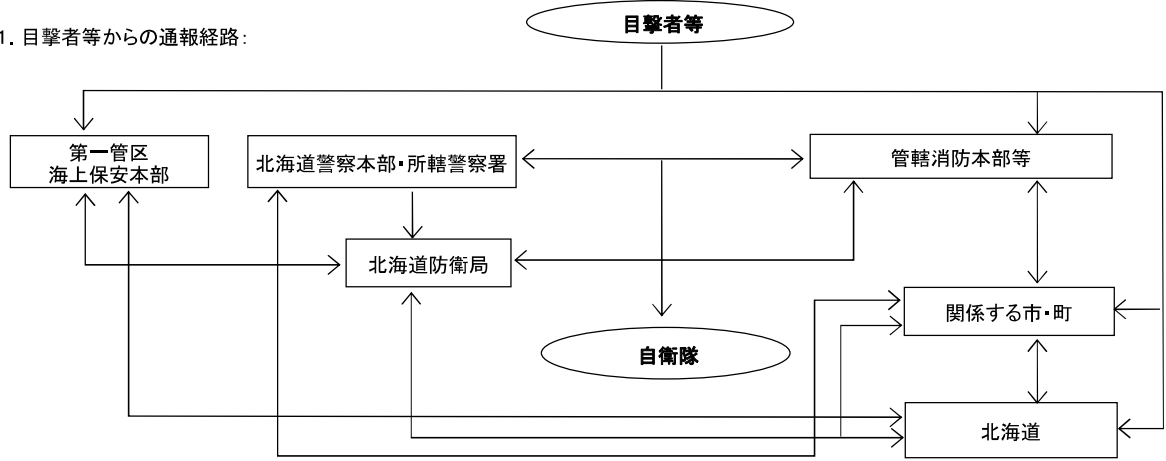 目撃者等
1. 目撃者等からの通報経路:
第一管区
海上保安本部
北海道警察本部・所轄警察署
管轄消防本部等
北海道防衛局
関係する市・町
自衛隊
北海道